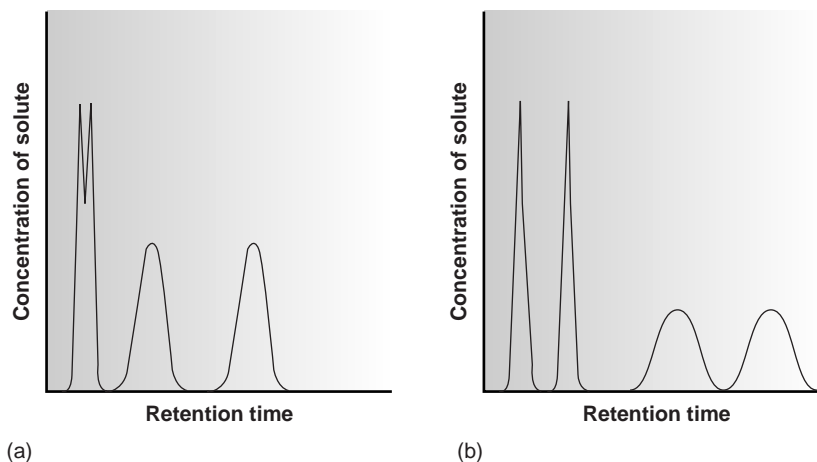 Concentration of solute
Retention time
(a)
Concentration of solute
Retention time
(b)